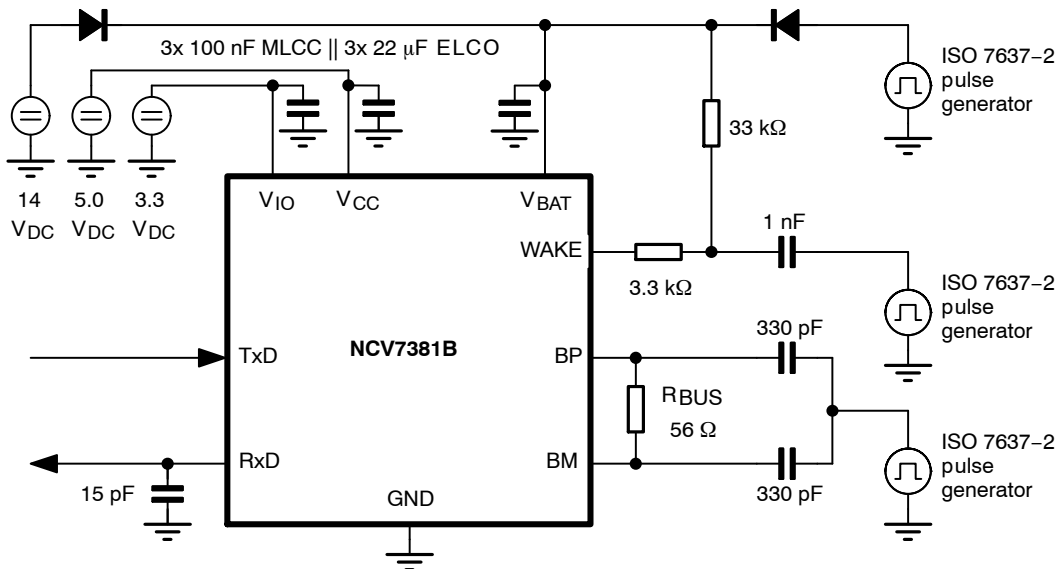 3x 100 nF MLCC || 3x 22 μF ELCO
ISO 7637−2
pulse
generator
33 kΩ
14
VDC
5.0
VDC
3.3
VDC
VIO
VCC
VBAT
WAKE
3.3 kΩ
1 nF
ISO 7637−2
pulse
generator
TxD
NCV7381B
BP
330 pF
RBUS
56 Ω
RxD
BM
330 pF
15 pF
GND
ISO 7637−2
pulse
generator